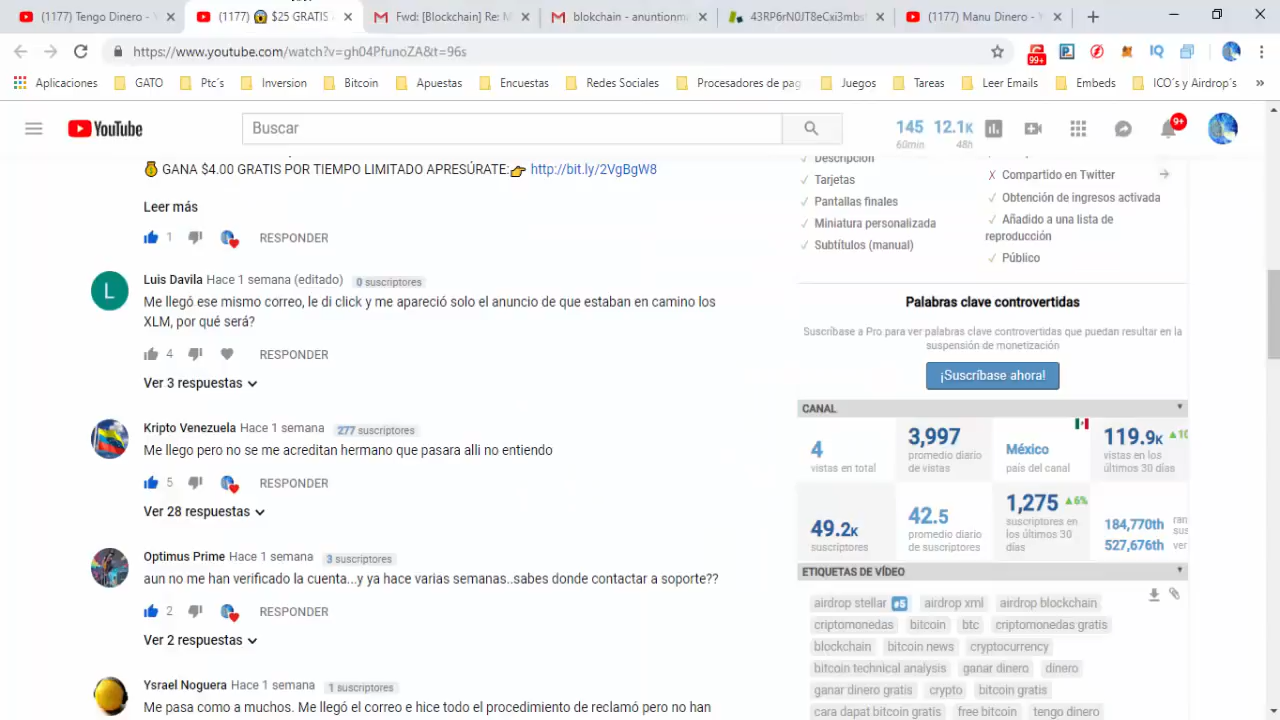 (1177) Tengo Dinero - Y
(1177) 😱 $25 GRATIS
Fwd: [Blockchain] Re: M
blokchain - anuntionma
43RP6rN0JT8eCxi3mbst
(1177) Manu Dinero - Y
https://www.youtube.com/watch?v=gh04PfunoZA&t=96s
99+
Aplicaciones GATO Ptc´s Inversion Bitcoin Apuestas Encuestas Redes Sociales Procesadores de pag Juegos Tareas Leer Emails Embeds ICO´s y Airdrop´s »
YouTube
Buscar
145 12.1K
60min 48h
9+
💰 GANA $4.00 GRATIS POR TIEMPO LIMITADO APRESÚRATE:👉 http://bit.ly/2VgBgW8
Leer más
1 RESPONDER
Luis Davila Hace 1 semana (editado) 0 suscriptores
Me llegó ese mismo correo, le di click y me apareció solo el anuncio de que estaban en camino los
XLM, por qué será?
4 RESPONDER
Ver 3 respuestas
Kripto Venezuela Hace 1 semana 277 suscriptores
Me llego pero no se me acreditan hermano que pasara alli no entiendo
5 RESPONDER
Ver 28 respuestas
Optimus Prime Hace 1 semana 3 suscriptores
aun no me han verificado la cuenta...y ya hace varias semanas..sabes donde contactar a soporte??
2 RESPONDER
Ver 2 respuestas
Ysrael Noguera Hace 1 semana 1 suscriptores
Me pasa como a muchos. Me llegó el correo e hice todo el procedimiento de reclamó pero no han
Descripción
✓ Tarjetas
✓ Pantallas finales
✓ Miniatura personalizada
✓ Subtítulos (manual)
✗ Compartido en Twitter
✓ Obtención de ingresos activada
✓ Añadido a una lista de
reproducción
✓ Público
Palabras clave controvertidas
Suscríbase a Pro para ver palabras clave controvertidas que puedan resultar en la
suspensión de monetización
¡Suscríbase ahora!
CANAL
4
vistas en total
3,997
promedio diario
de vistas
México
país del canal
119.9K
vistas en los
últimos 30 días
49.2K
suscriptores
42.5
promedio diario
de suscriptores
1,275 ▲6%
suscriptores en
los últimos 30
días
184,770th
527,676th
ETIQUETAS DE VÍDEO
airdrop stellar #5 airdrop xml airdrop blockchain
criptomonedas bitcoin btc criptomonedas gratis
blockchain bitcoin news cryptocurrency
bitcoin technical analysis ganar dinero dinero
ganar dinero gratis crypto bitcoin gratis
cara dapat bitcoin gratis free bitcoin tengo dinero